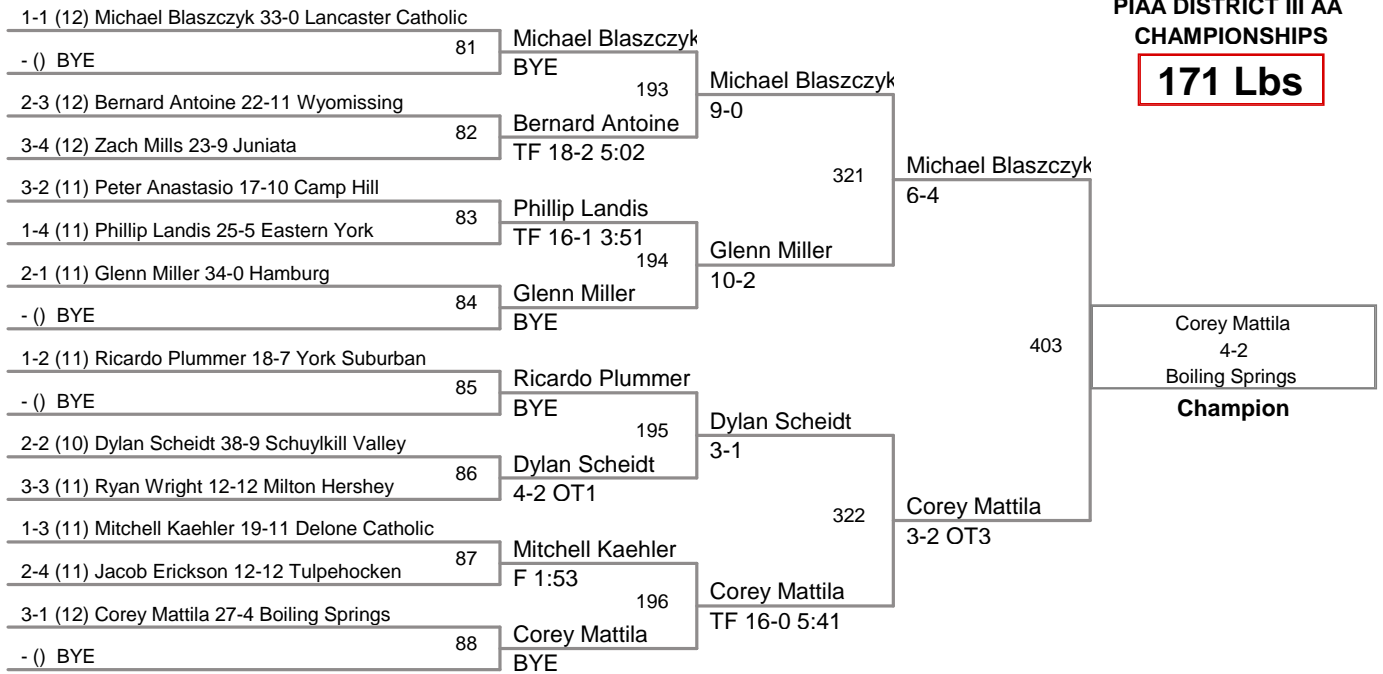 PIAA DISTRICT III AA
CHAMPIONSHIPS
171 Lbs
1-1 (12) Michael Blaszczyk 33-0 Lancaster Catholic
- () BYE
2-3 (12) Bernard Antoine 22-11 Wyomissing
3-4 (12) Zach Mills 23-9 Juniata
3-2 (11) Peter Anastasio 17-10 Camp Hill
1-4 (11) Phillip Landis 25-5 Eastern York
2-1 (11) Glenn Miller 34-0 Hamburg
- () BYE
1-2 (11) Ricardo Plummer 18-7 York Suburban
- () BYE
2-2 (10) Dylan Scheidt 38-9 Schuylkill Valley
3-3 (11) Ryan Wright 12-12 Milton Hershey
1-3 (11) Mitchell Kaehler 19-11 Delone Catholic
2-4 (11) Jacob Erickson 12-12 Tulpehocken
3-1 (12) Corey Mattila 27-4 Boiling Springs
- () BYE
81
82
83
84
85
86
87
88
Michael Blaszczyk
BYE
Bernard Antoine
TF 18-2 5:02
Phillip Landis
TF 16-1 3:51
Glenn Miller
BYE
Ricardo Plummer
BYE
Dylan Scheidt
4-2 OT1
Mitchell Kaehler
F 1:53
Corey Mattila
BYE
193
194
195
196
Michael Blaszczyk
9-0
Glenn Miller
10-2
Dylan Scheidt
3-1
Corey Mattila
TF 16-0 5:41
321
322
Michael Blaszczyk
6-4
Corey Mattila
3-2 OT3
403
Corey Mattila
4-2
Boiling Springs
Champion